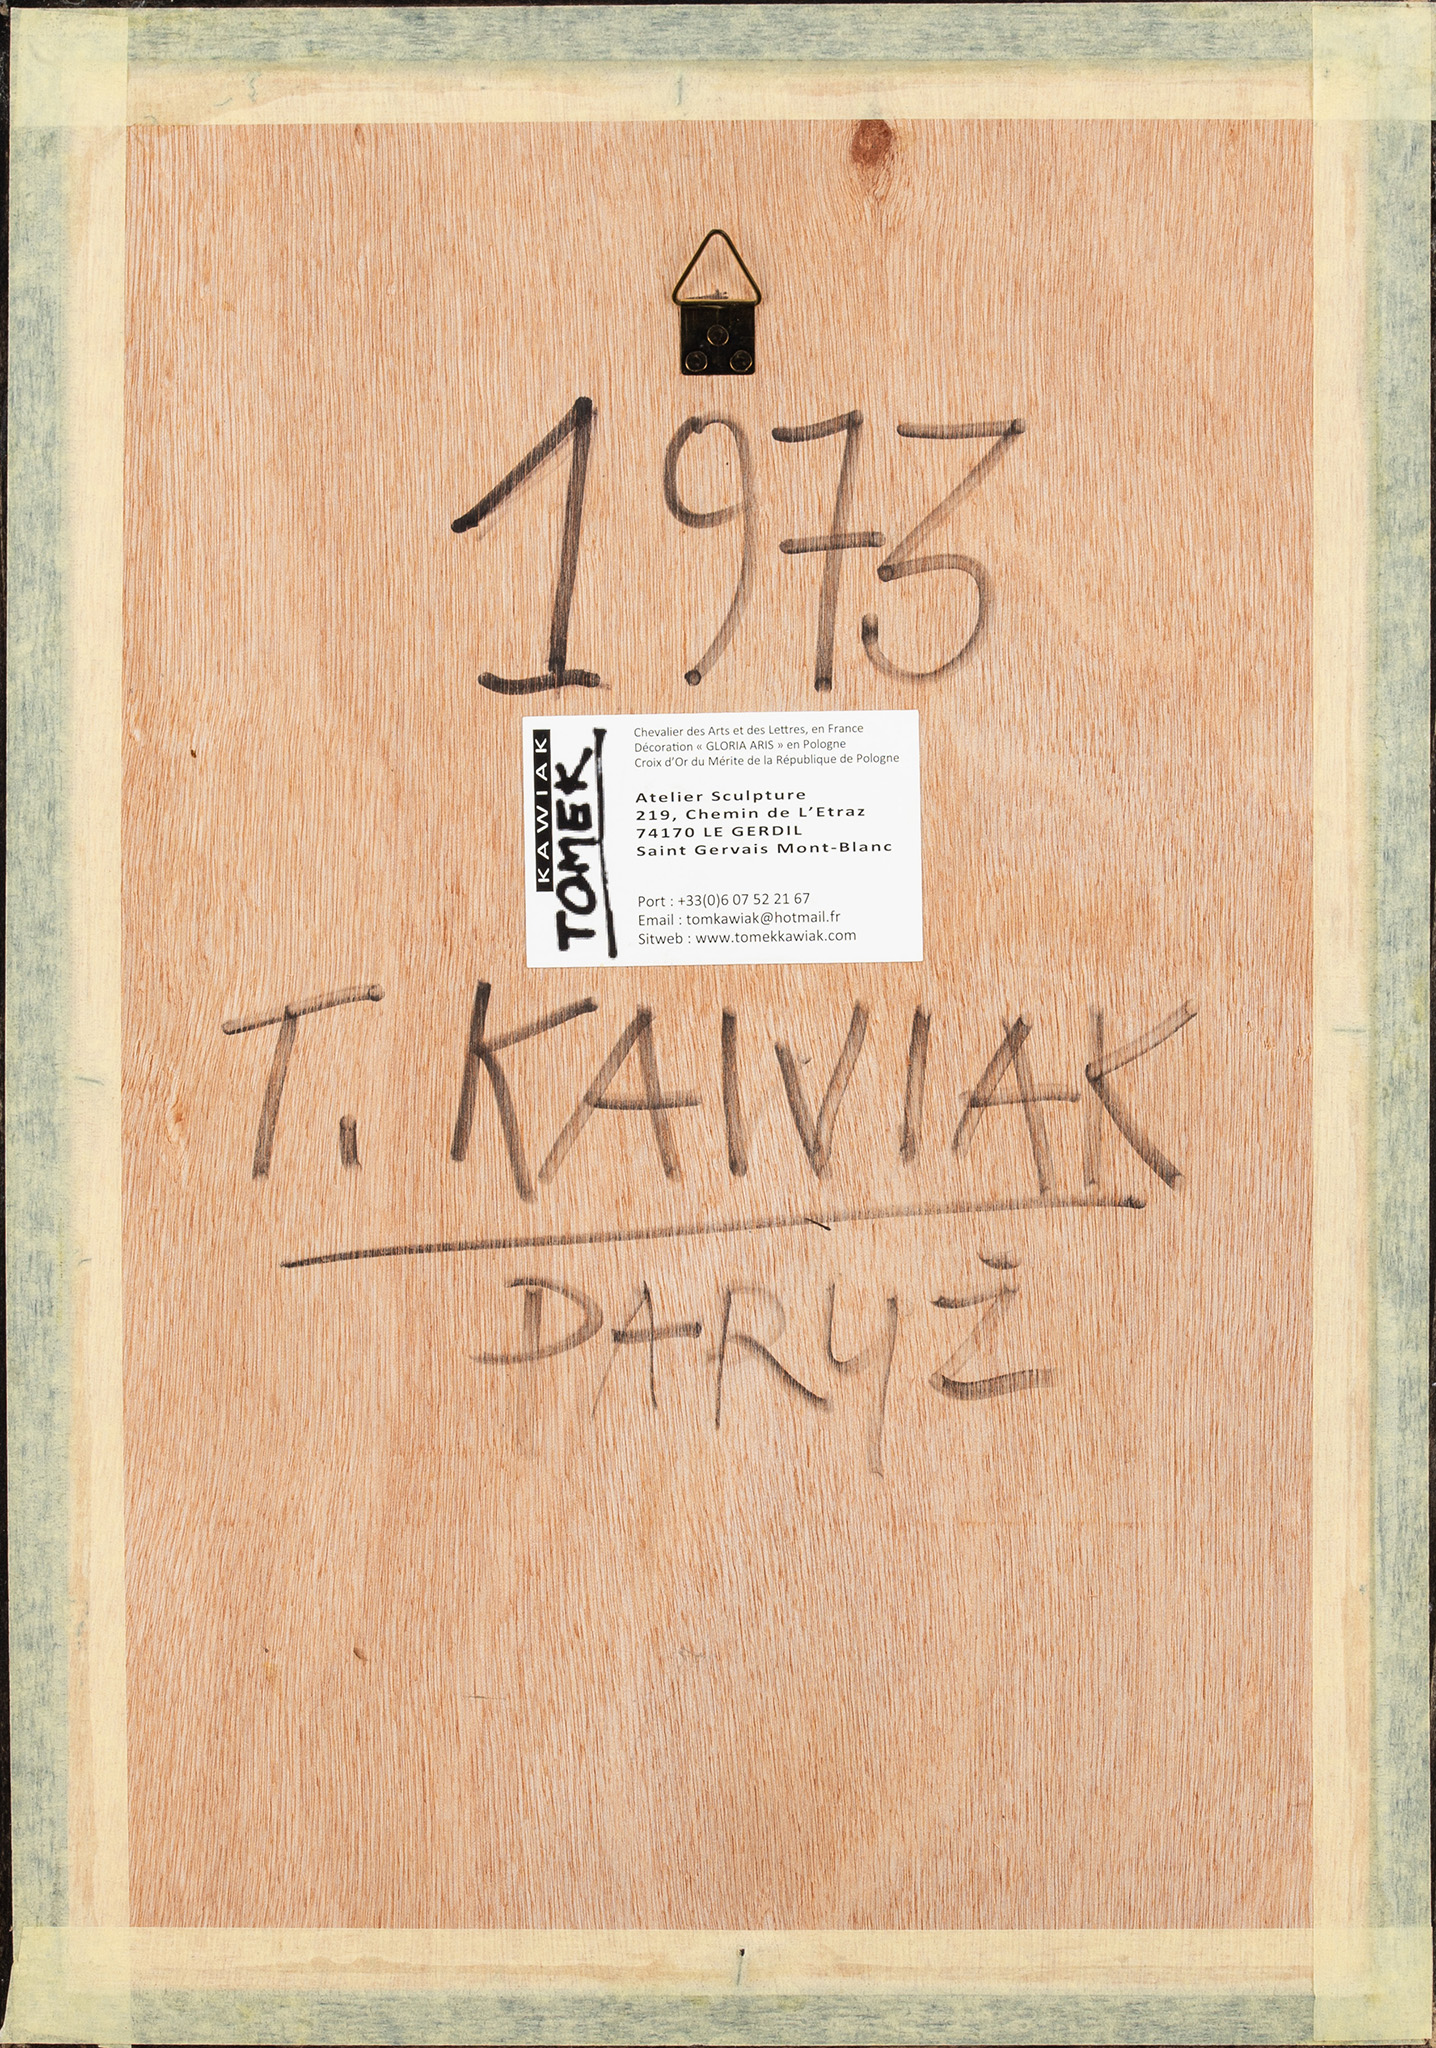 1973
KAWIAK
TOMEK
Chevalier des Arts et des Lettres, en France
Décoration « GLORIA ARIS » en Pologne
Croix d'Or du Mérite de la République de Pologne
Atelier Sculpture
219, Chemin de L'Etraz
74170 LE GERDIL
Saint Gervais Mont-Blanc
Port : +33(0)6 07 52 21 67
Email : tomkawiak@hotmail.fr
Sitweb : www.tomekkawiak.com
T. KAWIAK
PARYŻ